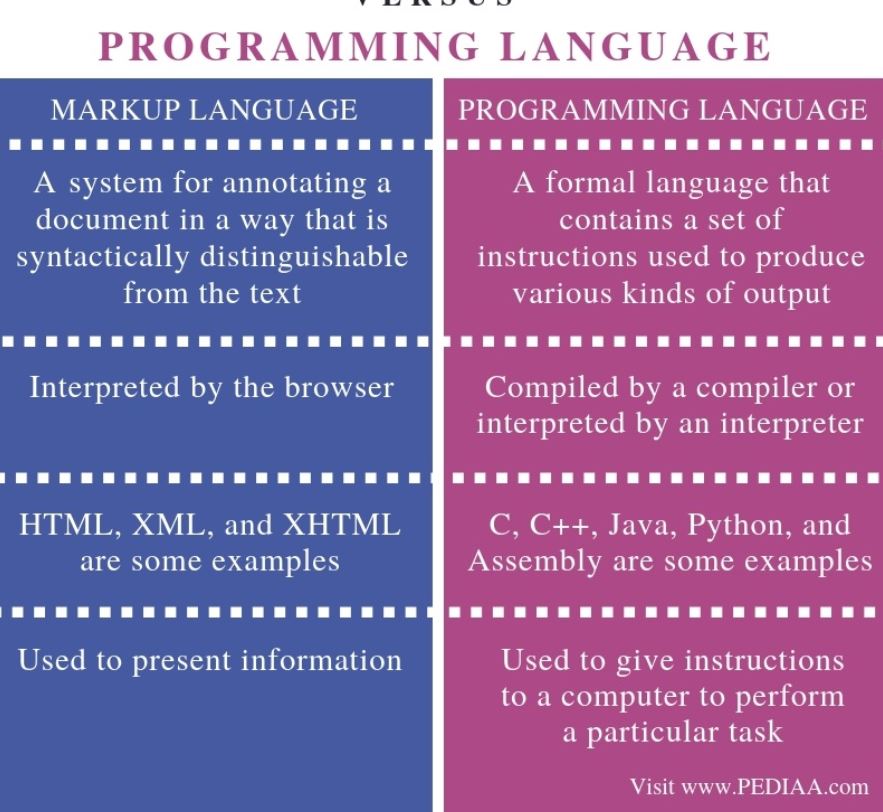 VERSUS
PROGRAMMING LANGUAGE
MARKUP LANGUAGE
A system for annotating a
document in a way that is
syntactically distinguishable
from the text
Interpreted by the browser
HTML, XML, and XHTML
are some examples
Used to present information
PROGRAMMING LANGUAGE
A formal language that
contains a set of
instructions used to produce
various kinds of output
Compiled by a compiler or
interpreted by an interpreter
C, C++, Java, Python, and
Assembly are some examples
Used to give instructions
to a computer to perform
a particular task
Visit www.PEDIAA.com